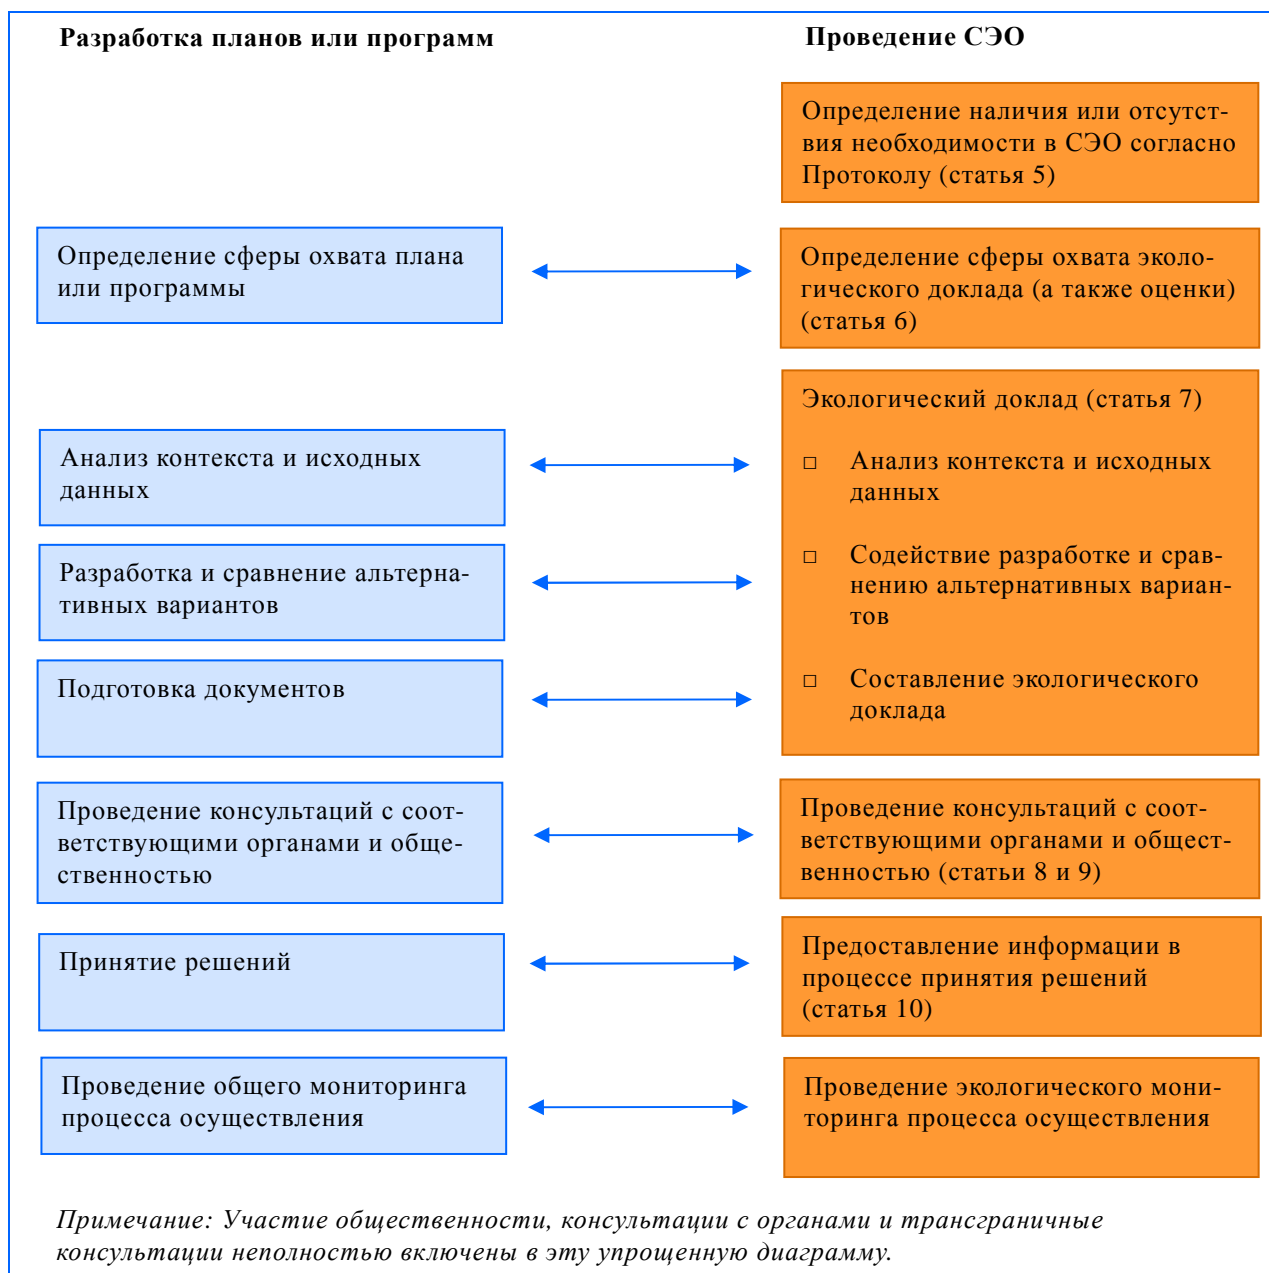 Разработка планов или программ
Проведение СЭО
Определение наличия или отсутст-
вия необходимости в СЭО согласно
Протоколу (статья 5)
Определение сферы охвата плана
или программы
Определение сферы охвата эколо-
гического доклада (а также оценки)
(статья 6)
Экологический доклад (статья 7)
Анализ контекста и исходных
данных
□ Анализ контекста и исходных
данных
Разработка и сравнение альтерна-
тивных вариантов
□ Содействие разработке и срав-
нению альтернативных вариан-
тов
Подготовка документов
□ Составление экологического
доклада
Проведение консультаций с соот-
ветствующими органами и обще-
ственностью
Проведение консультаций с соот-
ветствующими органами и общест-
венностью (статьи 8 и 9)
Принятие решений
Предоставление информации в
процессе принятия решений
(статья 10)
Проведение общего мониторинга
процесса осуществления
Проведение экологического мони-
торинга процесса осуществления
Примечание: Участие общественности, консультации с органами и трансграничные
консультации неполностью включены в эту упрощенную диаграмму.